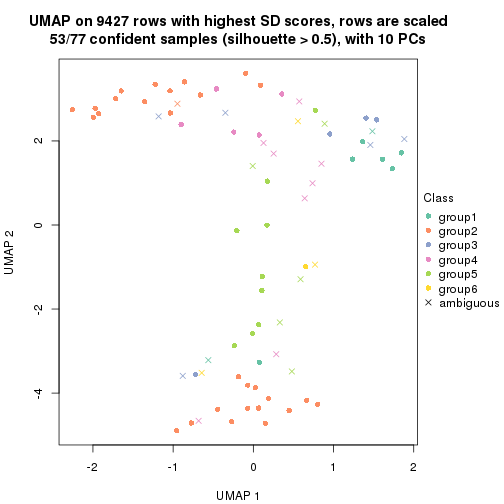 UMAP on 9427 rows with highest SD scores, rows are scaled
53/77 confident samples (silhouette > 0.5), with 10 PCs
UMAP 2
2
0
-2
-4
-2
-1
0
1
2
UMAP 1
Class
group1
group2
group3
group4
group5
group6
ambiguous